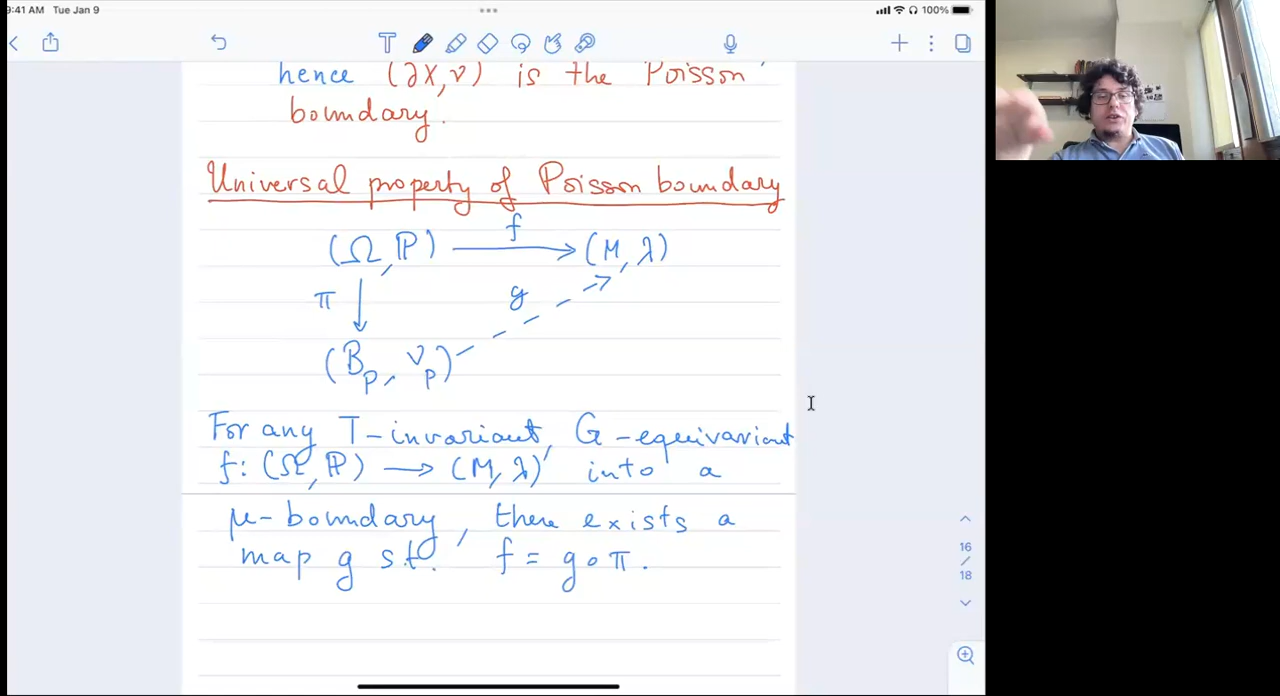 9:41 AM Tue Jan 9
100%
T
hence (∂X, ν) is the Poisson
boundary.
Universal property of Poisson boundary
f
(Ω, ℙ) (M, λ)
π g
(B_P, ν_P)
For any T-invariant, G-equivariant
f: (Ω, ℙ) → (M, λ) into a
μ-boundary, there exists a
map g s.t. f = g∘π.
16
/
18